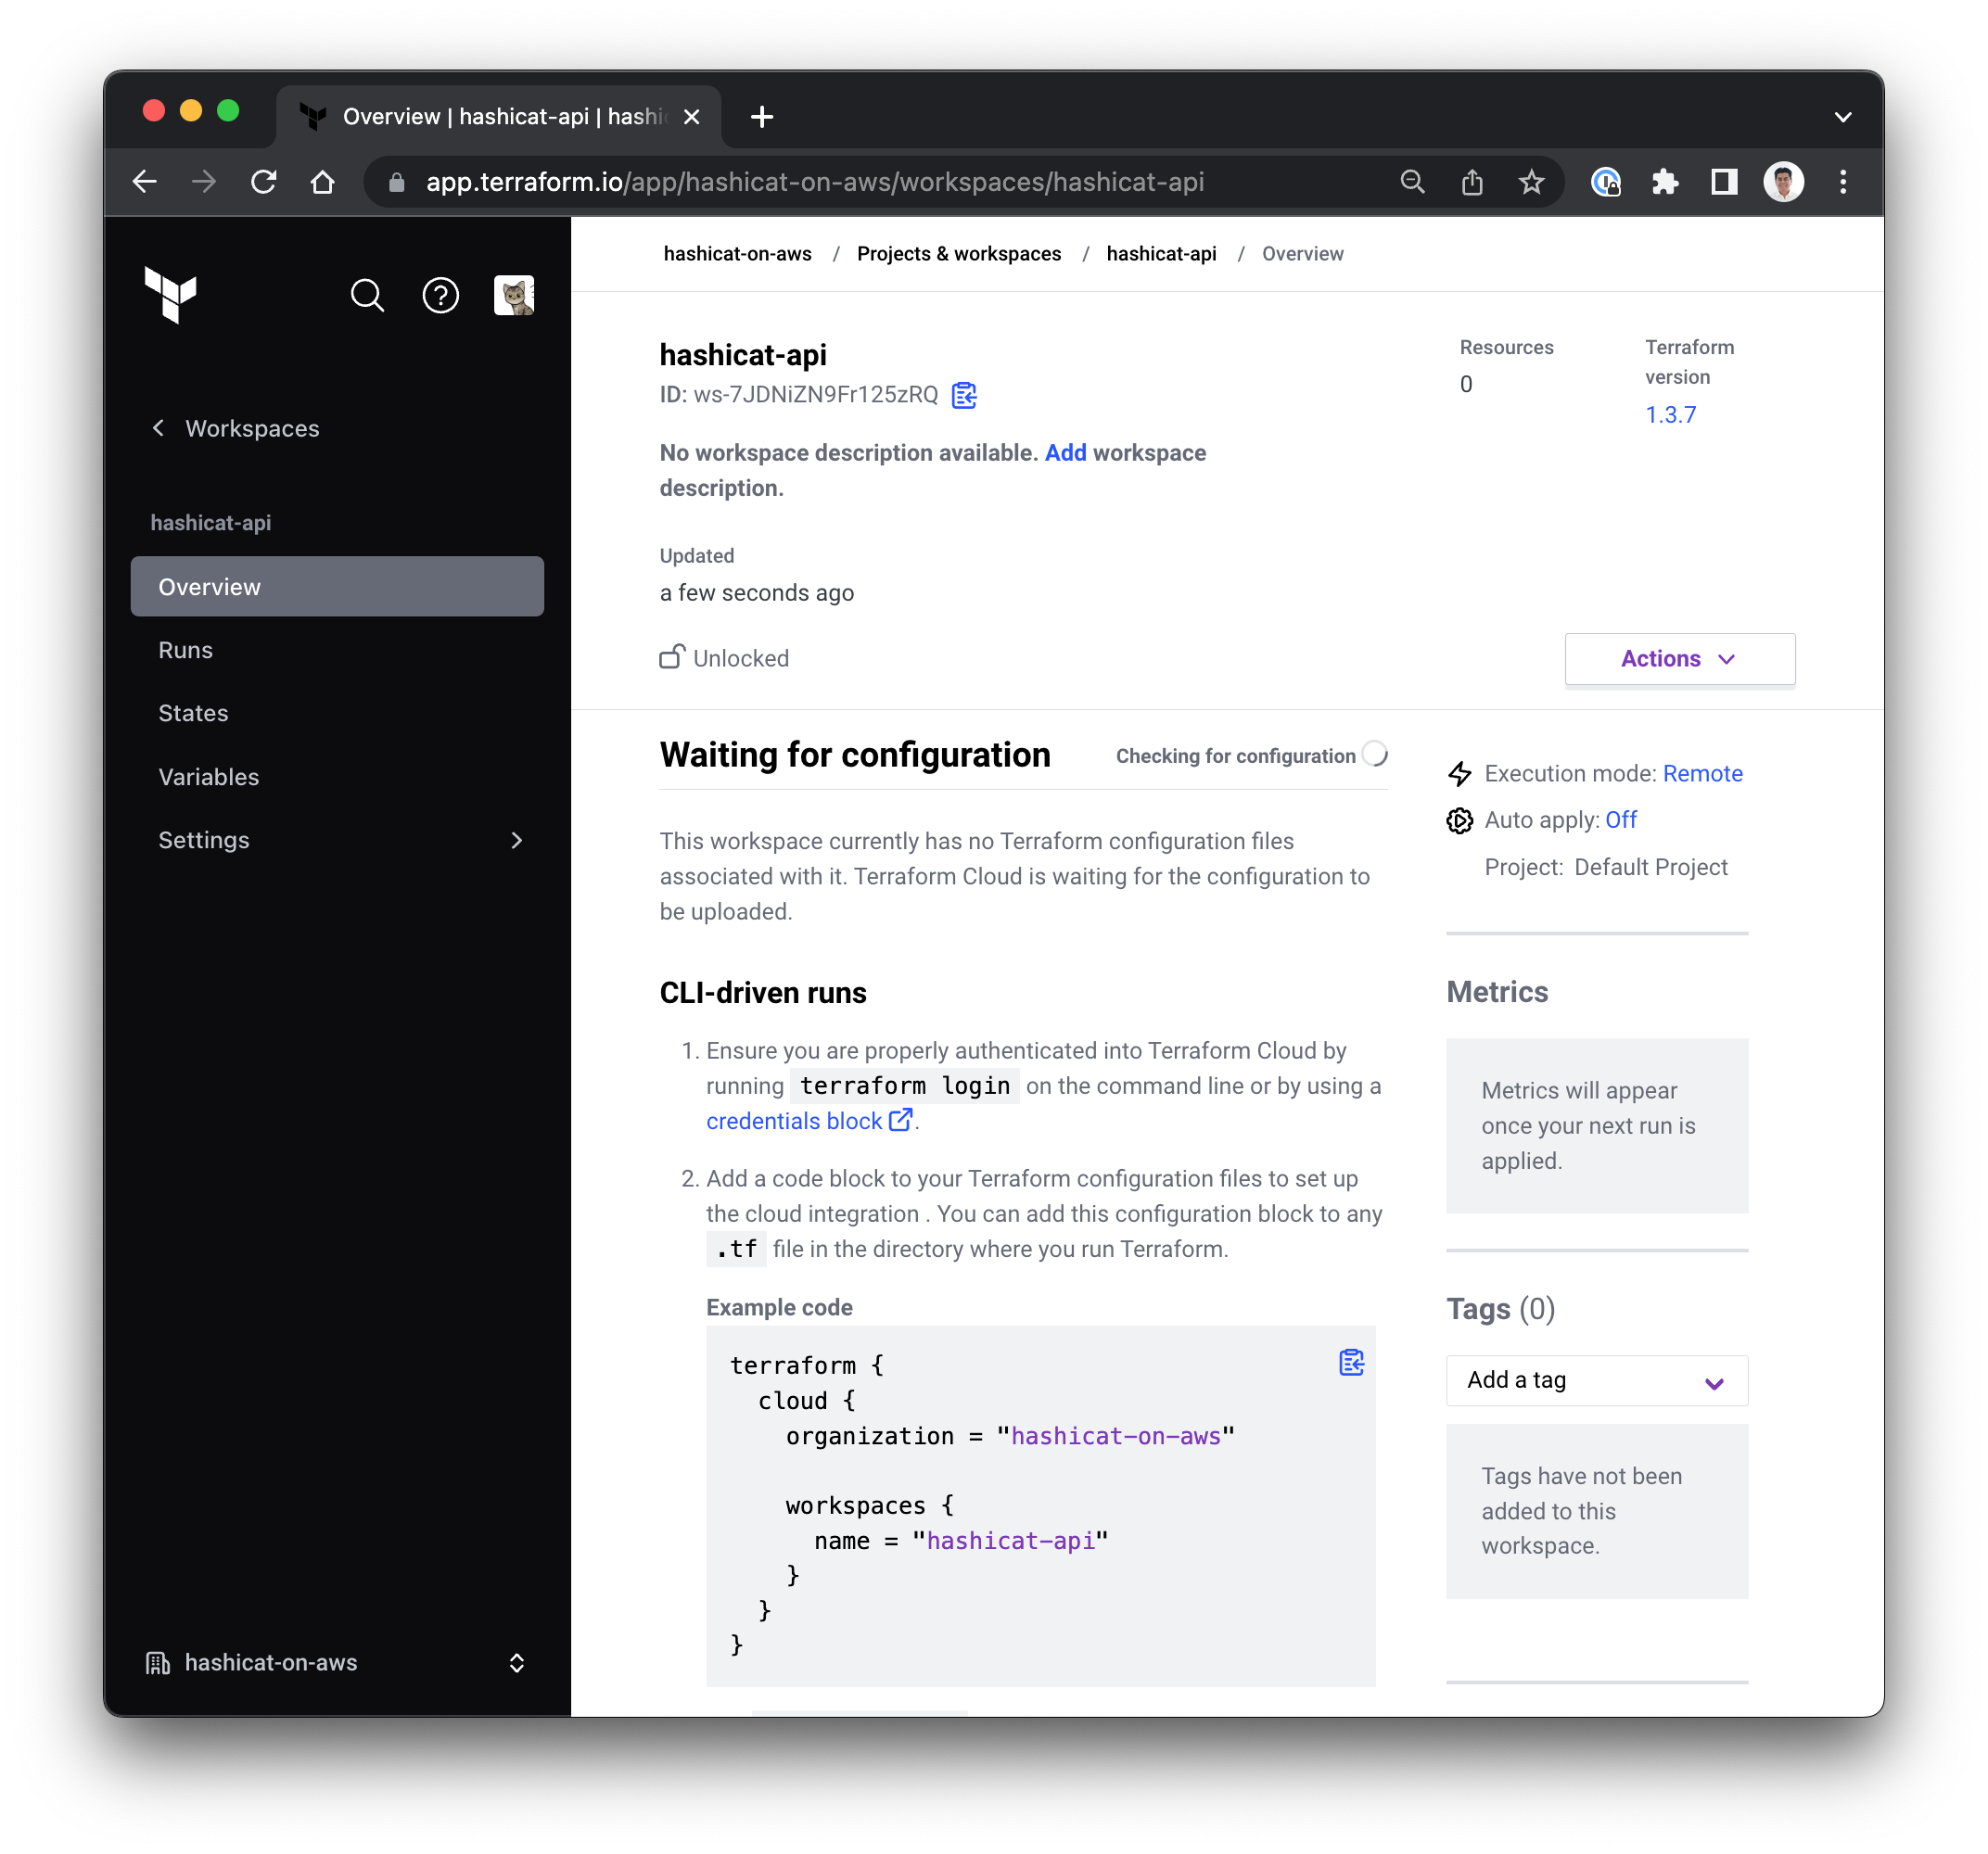 Overview | hashicat-api | hashi
app.terraform.io/app/hashicat-on-aws/workspaces/hashicat-api
Workspaces
hashicat-api
Overview
Runs
States
Variables
Settings
hashicat-on-aws
hashicat-on-aws / Projects & workspaces / hashicat-api / Overview
hashicat-api
ID: ws-7JDNiZN9Fr125zRQ
No workspace description available. Add workspace
description.
Resources
0
Terraform
version
1.3.7
Updated
a few seconds ago
Unlocked
Actions
Waiting for configuration
Checking for configuration
This workspace currently has no Terraform configuration files
associated with it. Terraform Cloud is waiting for the configuration to
be uploaded.
CLI-driven runs
1. Ensure you are properly authenticated into Terraform Cloud by
running terraform login on the command line or by using a
credentials block.
2. Add a code block to your Terraform configuration files to set up
the cloud integration . You can add this configuration block to any
.tf file in the directory where you run Terraform.
Example code
terraform {
cloud {
organization = "hashicat-on-aws"
workspaces {
name = "hashicat-api"
}
}
}
Execution mode: Remote
Auto apply: Off
Project: Default Project
Metrics
Metrics will appear
once your next run is
applied.
Tags (0)
Add a tag
Tags have not been
added to this
workspace.